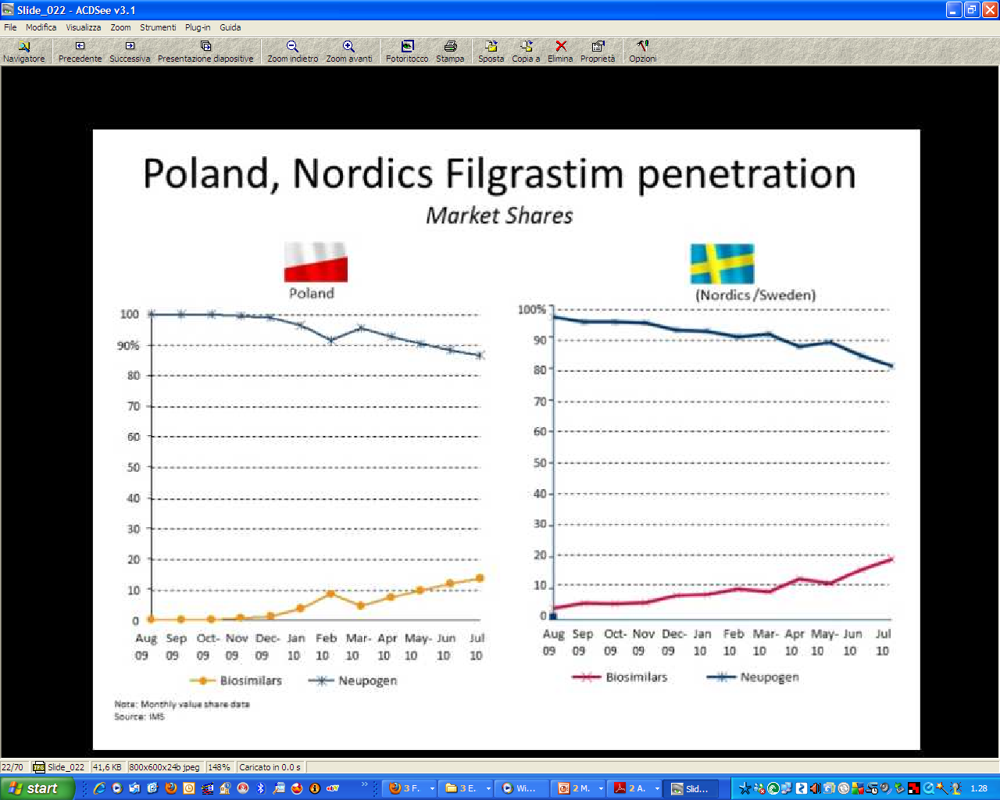 Slide_022 - ACDSee v3.1
File Modifica Visualizza Zoom Strumenti Plug-in Guida
Navigatore Precedente Successiva Presentazione diapositive Zoom indietro Zoom avanti Fotoritocco Stampa Sposta Copia a Elimina Proprietà Opzioni
Poland, Nordics Filgrastim penetration
Market Shares
Poland
100
90%
80
70
60
50
40
30
20
10
0
Aug Sep Oct- Nov Dec- Jan Feb Mar- Apr May- Jun Jul
09 09 09 09 09 10 10 10 10 10 10 10
Biosimilars Neupogen
Note: Monthly value share data
Source: IMS
(Nordics /Sweden)
100%
90
80
70
60
50
40
30
20
10
0
Aug Sep Oct- Nov Dec- Jan Feb Mar- Apr May- Jun Jul
09 09 09 09 09 10 10 10 10 10 10 10
Biosimilars Neupogen
22/70 Slide_022 41,6 KB 800x600x24b jpeg 148% Caricato in 0.0 s
start 3 F... 3 E... Wi... 2 M... 2 A... Slid... 1.28